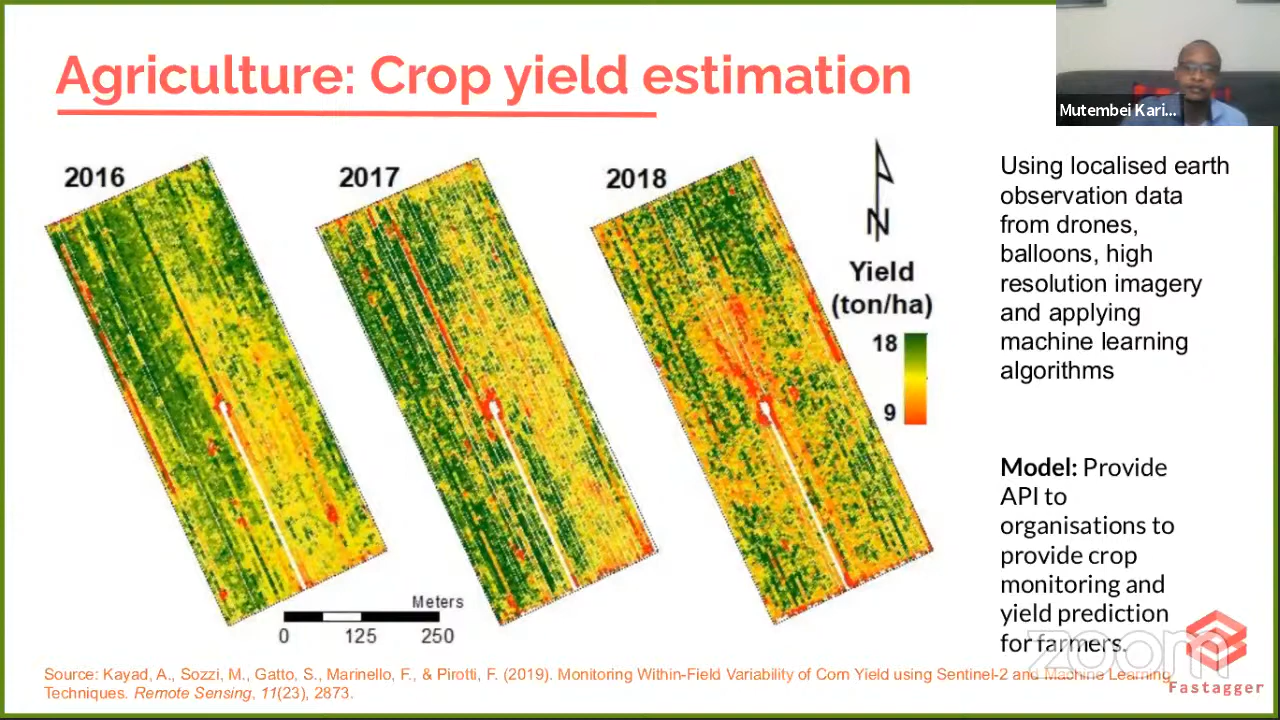 Agriculture: Crop yield estimation
Mutembei Kari...
2016
2017
2018
N
Yield
(ton/ha)
18
9
Using localised earth
observation data
from drones,
balloons, high
resolution imagery
and applying
machine learning
algorithms
Model: Provide
API to
organisations to
provide crop
monitoring and
yield prediction
for farmers.
Meters
0 125 250
zoom
Fastagger
Source: Kayad, A., Sozzi, M., Gatto, S., Marinello, F., & Pirotti, F. (2019). Monitoring Within-Field Variability of Corn Yield using Sentinel-2 and Machine Learning
Techniques. Remote Sensing, 11(23), 2873.